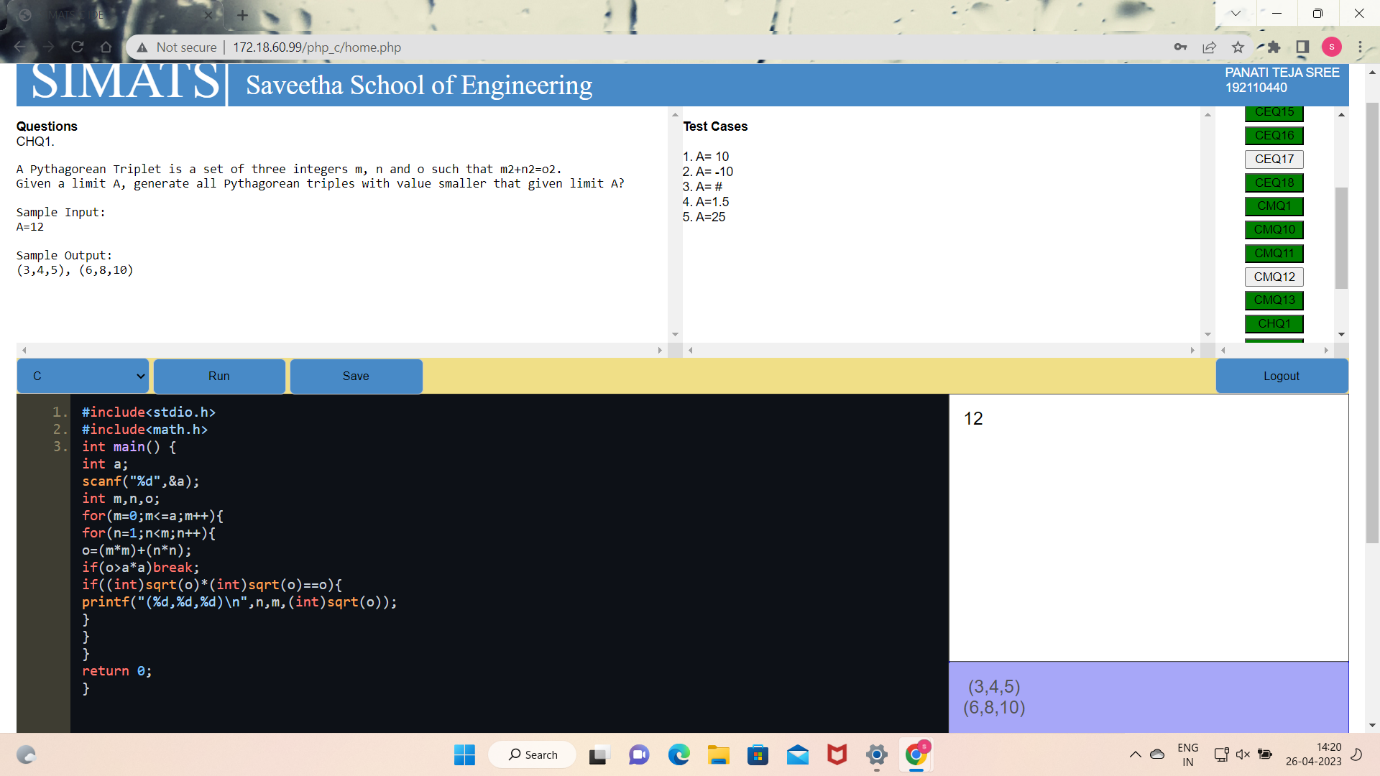 Not secure | 172.18.60.99/php_c/home.php
S
SIMATS Saveetha School of Engineering
PANATI TEJA SREE
192110440
Questions
CHQ1.
A Pythagorean Triplet is a set of three integers m, n and o such that m2+n2=o2.
Given a limit A, generate all Pythagorean triples with value smaller that given limit A?
Sample Input:
A=12
Sample Output:
(3,4,5), (6,8,10)
Test Cases
1. A= 10
2. A= -10
3. A= #
4. A=1.5
5. A=25
CEQ15
CEQ16
CEQ17
CEQ18
CMQ1
CMQ10
CMQ11
CMQ12
CMQ13
CHQ1
C Run Save Logout
1. #include<stdio.h>
2. #include<math.h>
3. int main() {
int a;
scanf("%d",&a);
int m,n,o;
for(m=0;m<=a;m++){
for(n=1;n<m;n++){
o=(m*m)+(n*n);
if(o>a*a)break;
if((int)sqrt(o)*(int)sqrt(o)==o){
printf("(%d,%d,%d)\n",n,m,(int)sqrt(o));
}
}
}
return 0;
}
12
(3,4,5)
(6,8,10)
Search
S
ENG
IN
14:20
26-04-2023